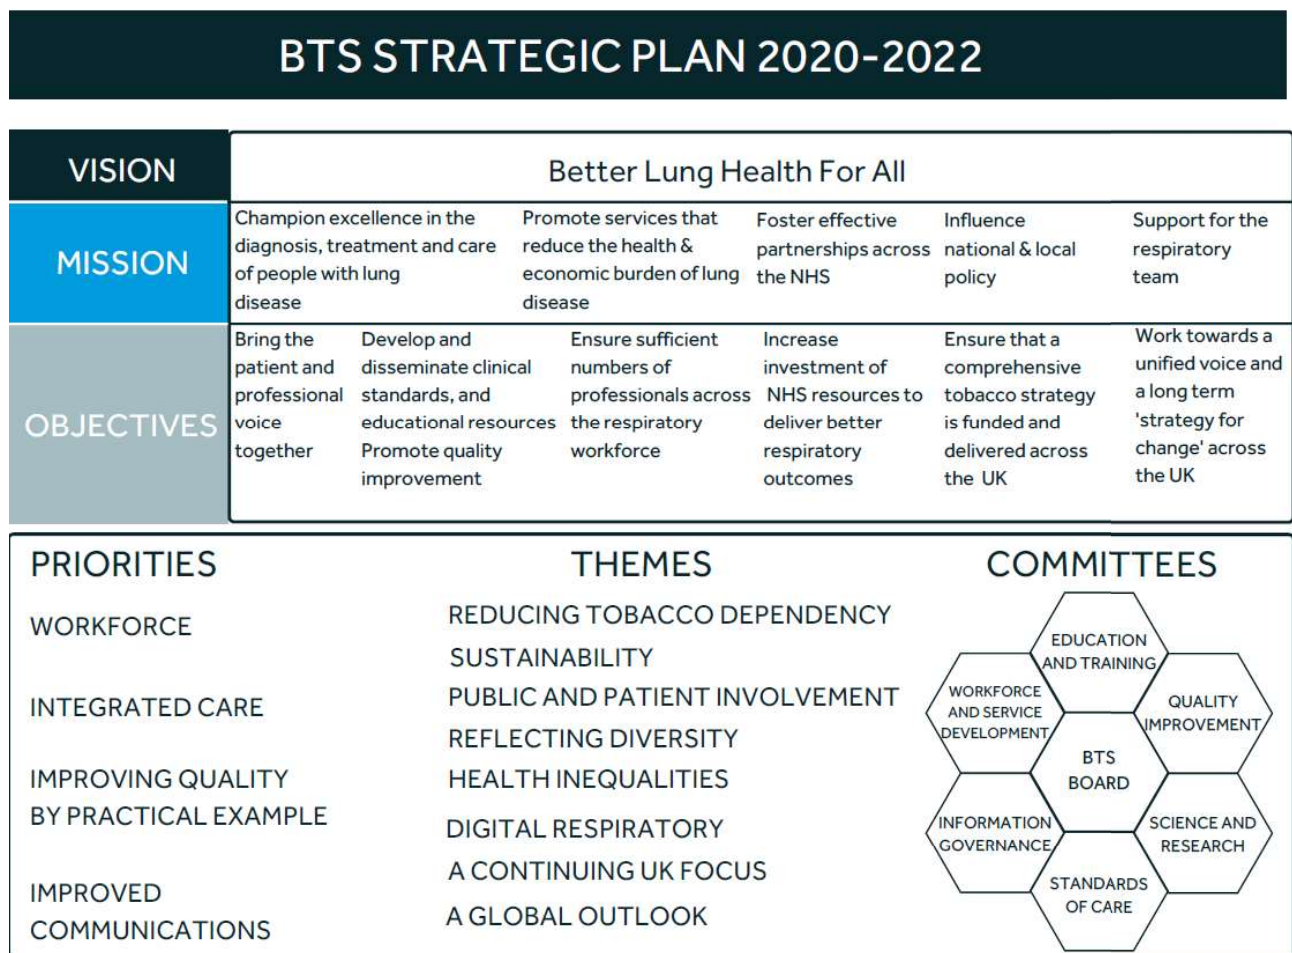 BTS STRATEGIC PLAN 2020-2022
VISION
Better Lung Health For All
MISSION
Champion excellence in the
diagnosis, treatment and care
of people with lung
disease
Promote services that
reduce the health &
economic burden of lung
disease
Foster effective
partnerships across
the NHS
Influence
national & local
policy
Support for the
respiratory
team
OBJECTIVES
Bring the
patient and
professional
voice
together
Develop and
disseminate clinical
standards, and
educational resources
Promote quality
improvement
Ensure sufficient
numbers of
professionals across
the respiratory
workforce
Increase
investment of
NHS resources to
deliver better
respiratory
outcomes
Ensure that a
comprehensive
tobacco strategy
is funded and
delivered across
the UK
Work towards a
unified voice and
a long term
'strategy for
change' across
the UK
PRIORITIES
WORKFORCE
INTEGRATED CARE
IMPROVING QUALITY
BY PRACTICAL EXAMPLE
IMPROVED
COMMUNICATIONS
THEMES
REDUCING TOBACCO DEPENDENCY
SUSTAINABILITY
PUBLIC AND PATIENT INVOLVEMENT
REFLECTING DIVERSITY
HEALTH INEQUALITIES
DIGITAL RESPIRATORY
A CONTINUING UK FOCUS
A GLOBAL OUTLOOK
COMMITTEES
EDUCATION
AND TRAINING
WORKFORCE
AND SERVICE
DEVELOPMENT
QUALITY
IMPROVEMENT
BTS
BOARD
INFORMATION
GOVERNANCE
SCIENCE AND
RESEARCH
STANDARDS
OF CARE